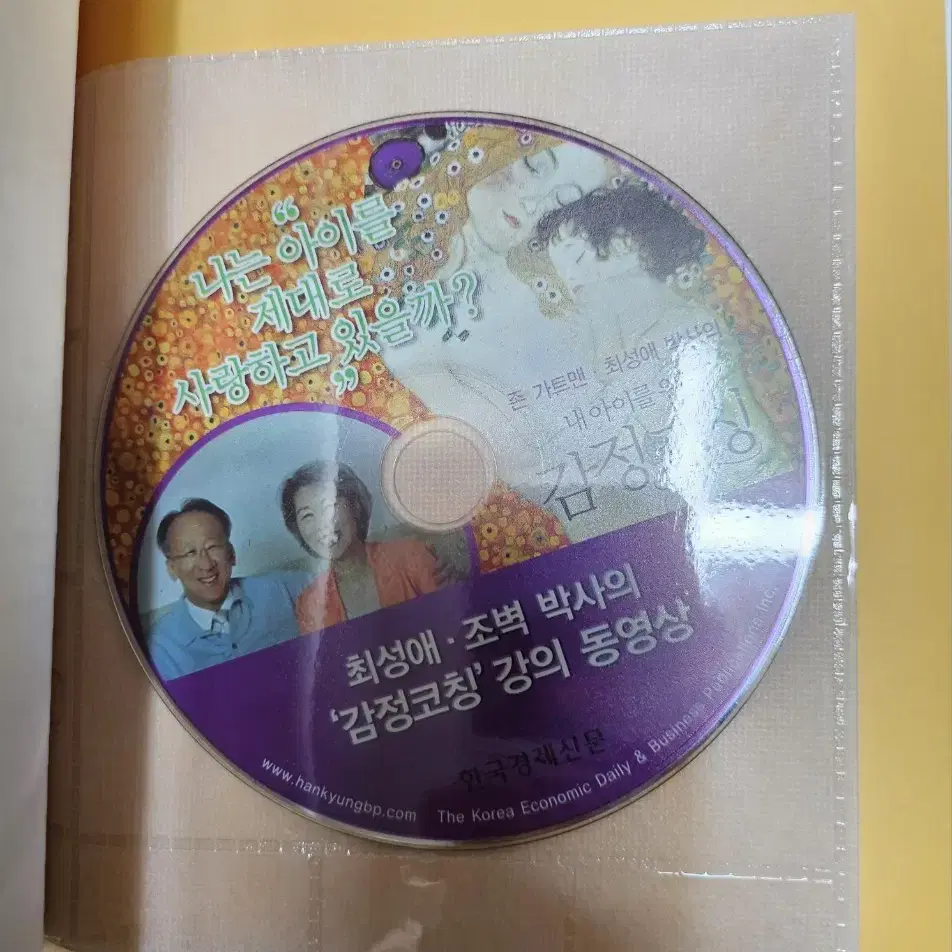 “
나는 아이를
제대로
사랑하고 있을까?
”
존 가트맨 · 최성애 박사의
내 아이를 위한
감정코칭
최성애 · 조벽 박사의
‘감정코칭’ 강의 동영상
한국경제신문
www.hankyungbp.com The Korea Economic Daily & Business Publications Inc.